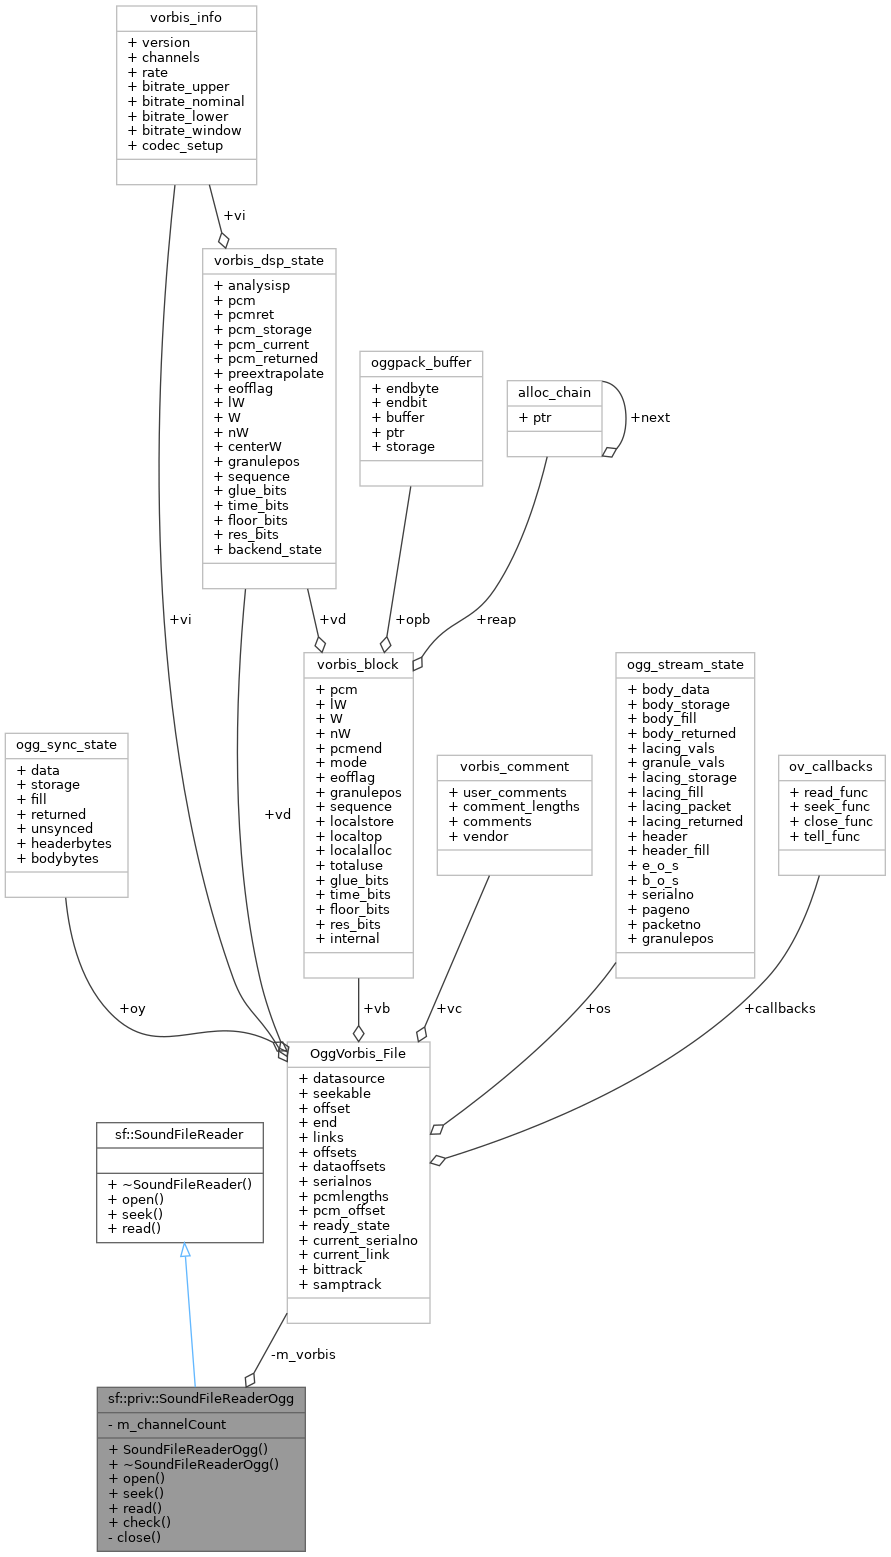 vorbis_info
+ version
+ channels
+ rate
+ bitrate_upper
+ bitrate_nominal
+ bitrate_lower
+ bitrate_window
+ codec_setup
+vi
vorbis_dsp_state
+ analysisp
+ pcm
+ pcmret
+ pcm_storage
+ pcm_current
+ pcm_returned
+ preextrapolate
+ eofflag
+ lW
+ W
+ nW
+ centerW
+ granulepos
+ sequence
+ glue_bits
+ time_bits
+ floor_bits
+ res_bits
+ backend_state
oggpack_buffer
+ endbyte
+ endbit
+ buffer
+ ptr
+ storage
alloc_chain
+ ptr
+next
+vi
+vd
+opb
+reap
vorbis_block
+ pcm
+ lW
+ W
+ nW
+ pcmend
+ mode
+ eofflag
+ granulepos
+ sequence
+ localstore
+ localtop
+ localalloc
+ totaluse
+ glue_bits
+ time_bits
+ floor_bits
+ res_bits
+ internal
ogg_stream_state
+ body_data
+ body_storage
+ body_fill
+ body_returned
+ lacing_vals
+ granule_vals
+ lacing_storage
+ lacing_fill
+ lacing_packet
+ lacing_returned
+ header
+ header_fill
+ e_o_s
+ b_o_s
+ serialno
+ pageno
+ packetno
+ granulepos
ogg_sync_state
+ data
+ storage
+ fill
+ returned
+ unsynced
+ headerbytes
+ bodybytes
vorbis_comment
+ user_comments
+ comment_lengths
+ comments
+ vendor
ov_callbacks
+ read_func
+ seek_func
+ close_func
+ tell_func
+vd
+oy
+vb
+vc
+os
+callbacks
OggVorbis_File
+ datasource
+ seekable
+ offset
+ end
+ links
+ offsets
+ dataoffsets
+ serialnos
+ pcmlengths
+ pcm_offset
+ ready_state
+ current_serialno
+ current_link
+ bittrack
+ samptrack
sf::SoundFileReader
+ ~SoundFileReader()
+ open()
+ seek()
+ read()
-m_vorbis
sf::priv::SoundFileReaderOgg
- m_channelCount
+ SoundFileReaderOgg()
+ ~SoundFileReaderOgg()
+ open()
+ seek()
+ read()
+ check()
- close()